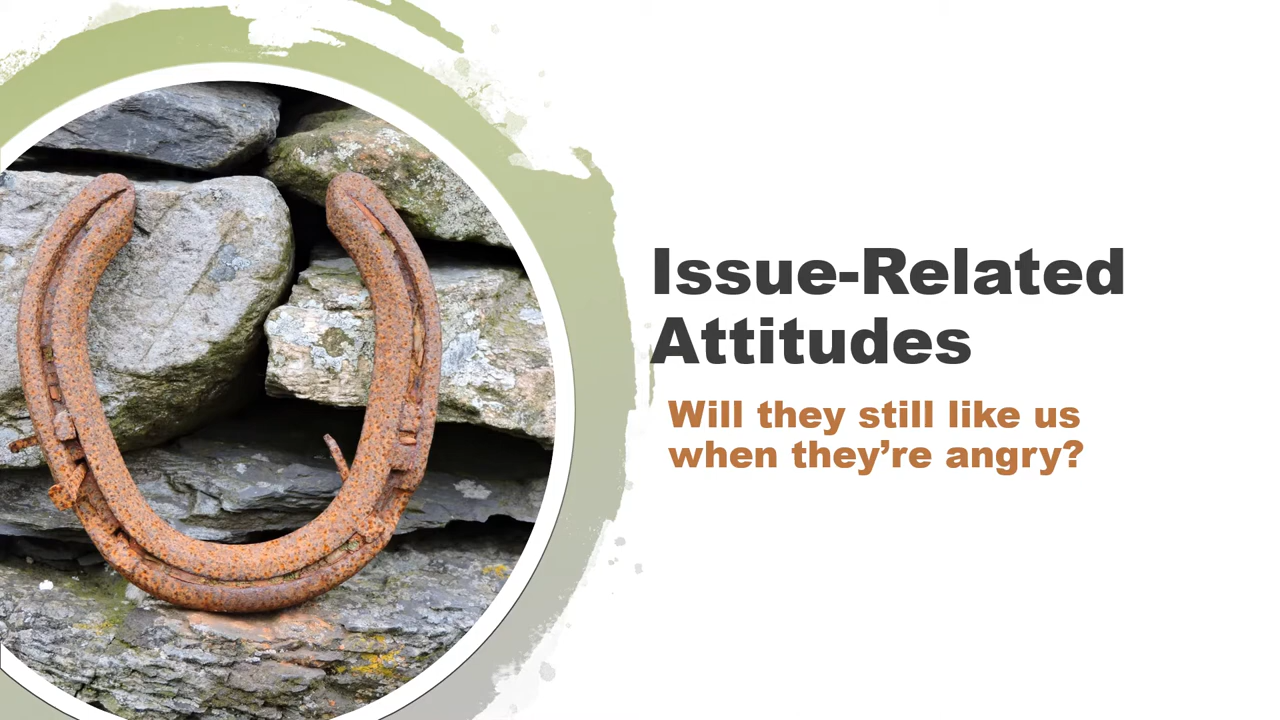 Issue-Related
Attitudes
Will they still like us
when they’re angry?